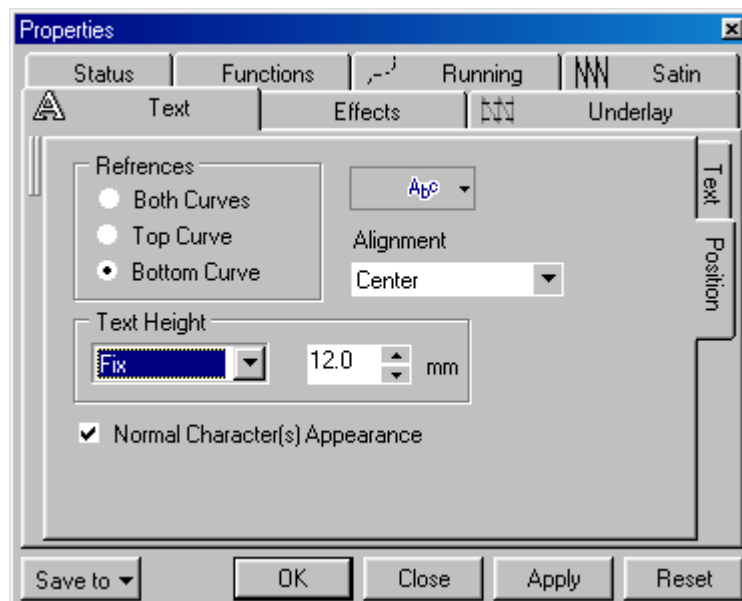 Properties
Status Functions Running Satin
A Text Effects Underlay
Refrences
Both Curves
Top Curve
Bottom Curve
Abc
Alignment
Center
Text
Position
Text Height
Fix 12.0 mm
Normal Character(s) Appearance
Save to OK Close Apply Reset